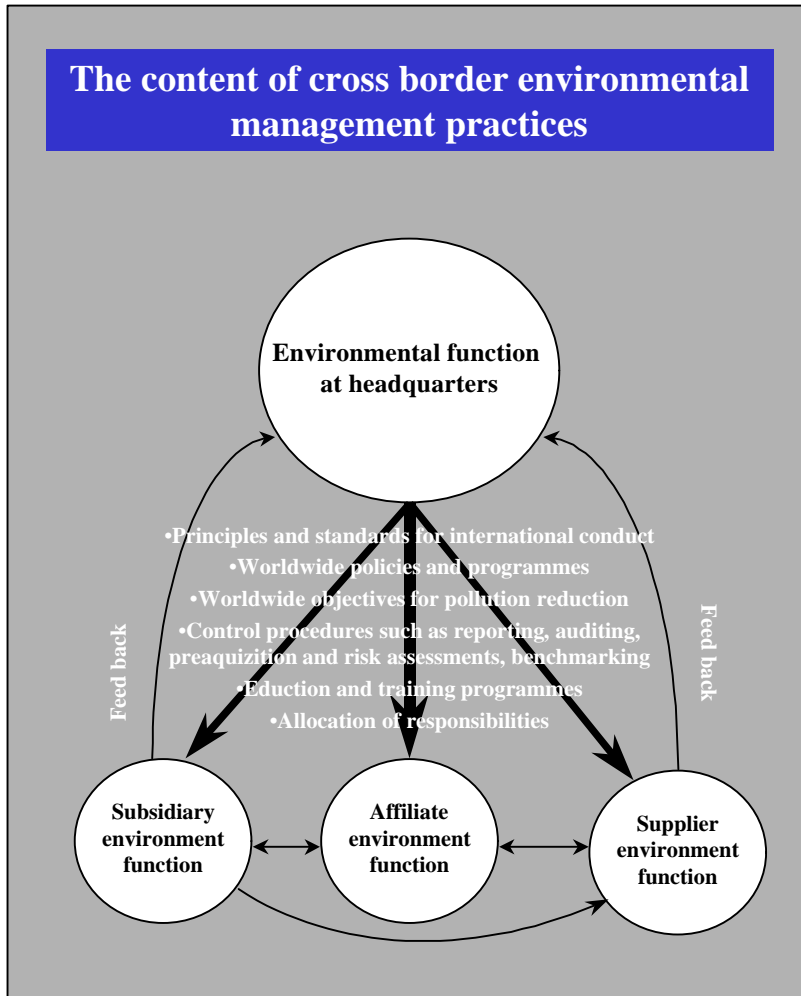 The content of cross border environmental
management practices
Environmental function
at headquarters
•Principles and standards for international conduct
•Worldwide policies and programmes
•Worldwide objectives for pollution reduction
•Control procedures such as reporting, auditing,
preaquizition and risk assessments, benchmarking
•Eduction and training programmes
•Allocation of responsibilities
Feed back
Feed back
Subsidiary
environment
function
Affiliate
environment
function
Supplier
environment
function